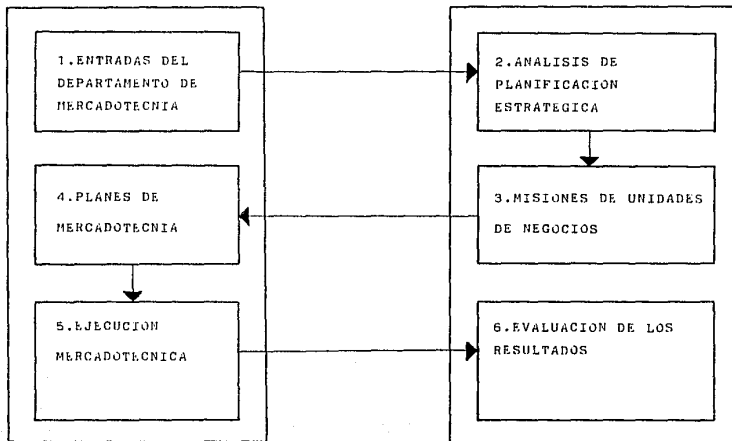 1.ENTRADAS DEL
DEPARTAMENTO DE
MERCADOTECNIA
2.ANALISIS DE
PLANIFICACION
ESTRATEGICA
3.MISIONES DE UNIDADES
DE NEGOCIOS
4.PLANES DE
MERCADOTECNIA
5.EJECUCION
MERCADOTECNICA
6.EVALUACION DE LOS
RESULTADOS